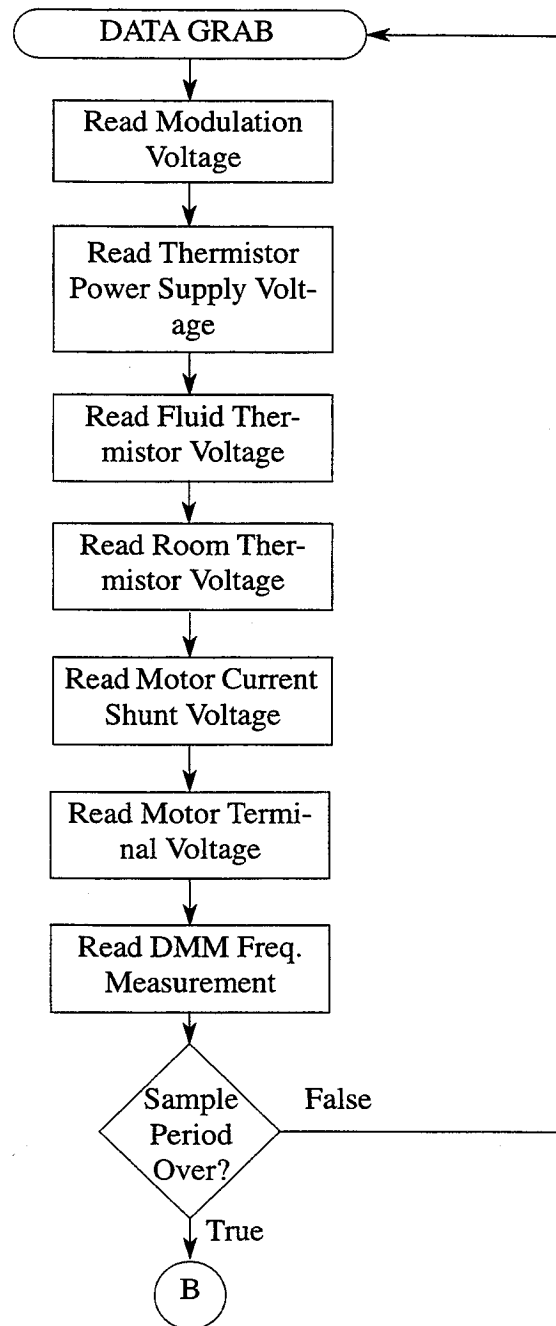 DATA GRAB
Read Modulation
Voltage
Read Thermistor
Power Supply Volt-
age
Read Fluid Ther-
mistor Voltage
Read Room Ther-
mistor Voltage
Read Motor Current
Shunt Voltage
Read Motor Termi-
nal Voltage
Read DMM Freq.
Measurement
Sample
Period
Over?
False
True
B